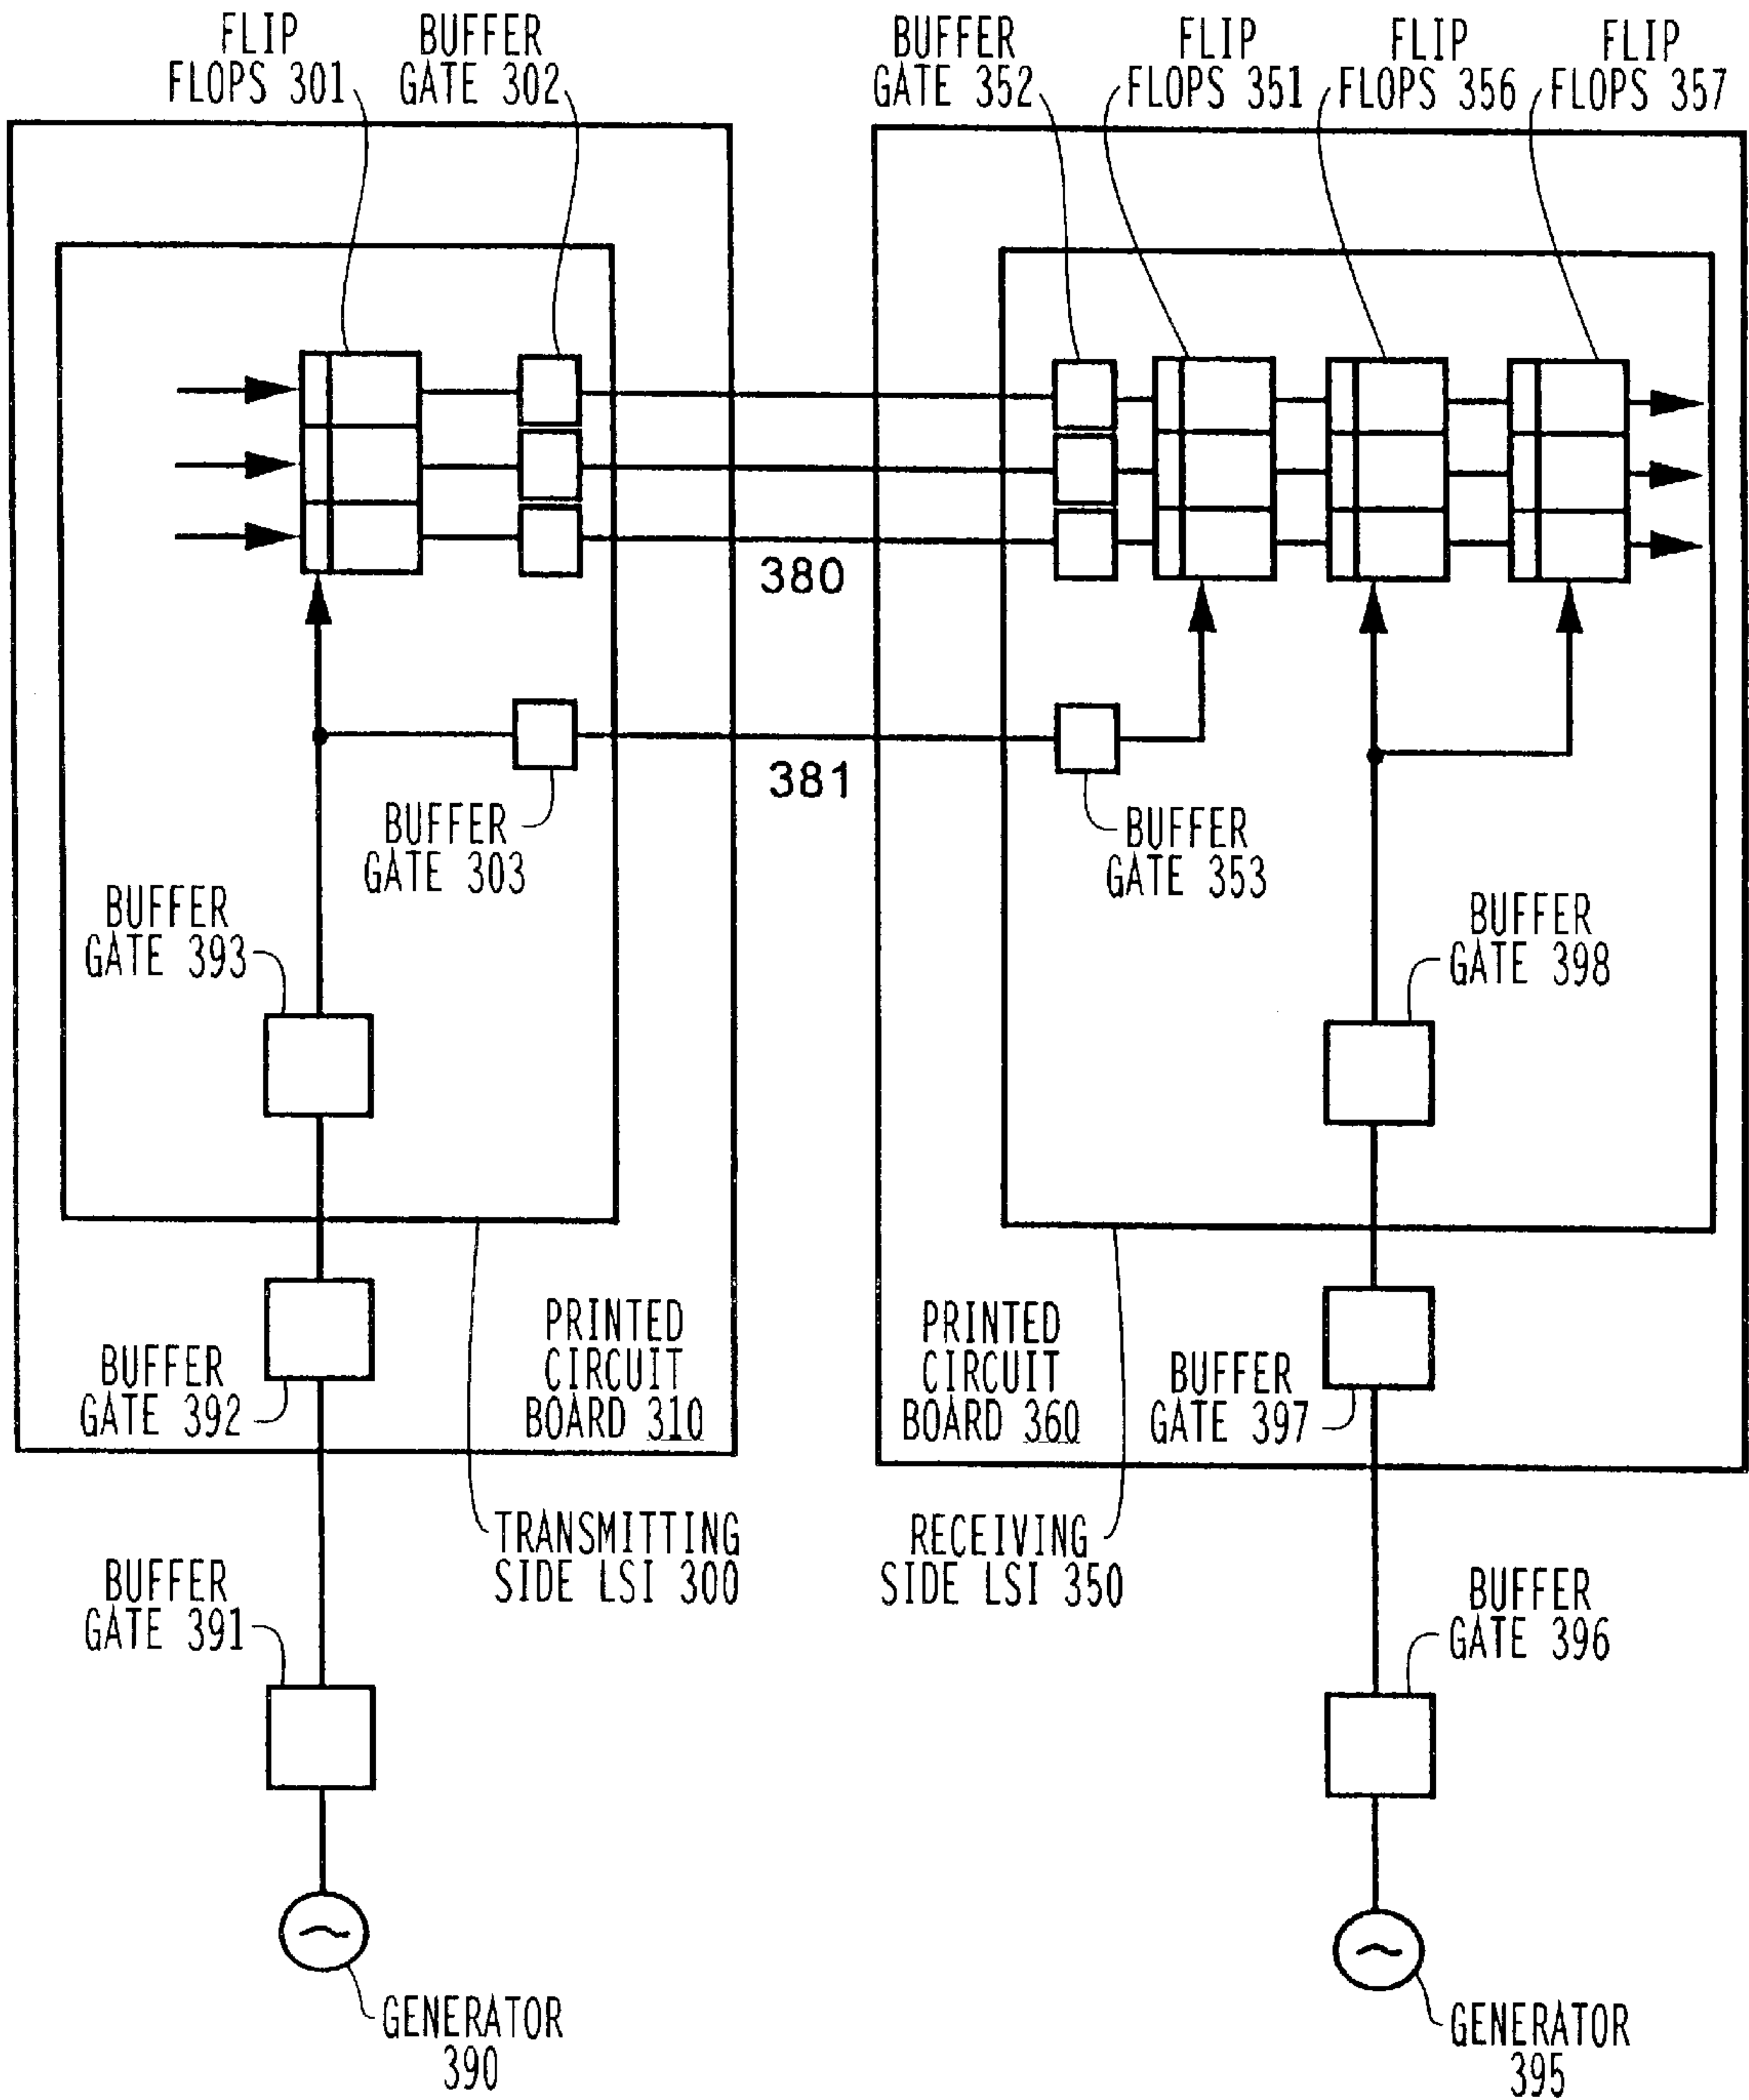 FLIP
FLOPS 301
BUFFER
GATE 302
BUFFER
GATE 352
FLIP
FLOPS 351
FLIP
FLOPS 356
FLIP
FLOPS 357
380
381
BUFFER
GATE 303
BUFFER
GATE 353
BUFFER
GATE 393
BUFFER
GATE 398
BUFFER
GATE 392
PRINTED
CIRCUIT
BOARD 310
PRINTED
CIRCUIT
BOARD 360
BUFFER
GATE 397
TRANSMITTING
SIDE LSI 300
RECEIVING
SIDE LSI 350
BUFFER
GATE 391
BUFFER
GATE 396
GENERATOR
390
GENERATOR
395